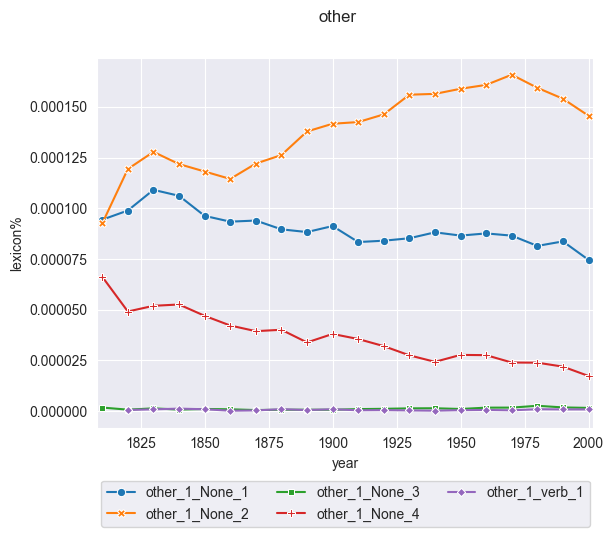 other
0.000150
0.000125
0.000100
0.000075
0.000050
0.000025
0.000000
lexicon%
1825 1850 1875 1900 1925 1950 1975 2000
year
other_1_None_1 other_1_None_3 other_1_verb_1
other_1_None_2 other_1_None_4